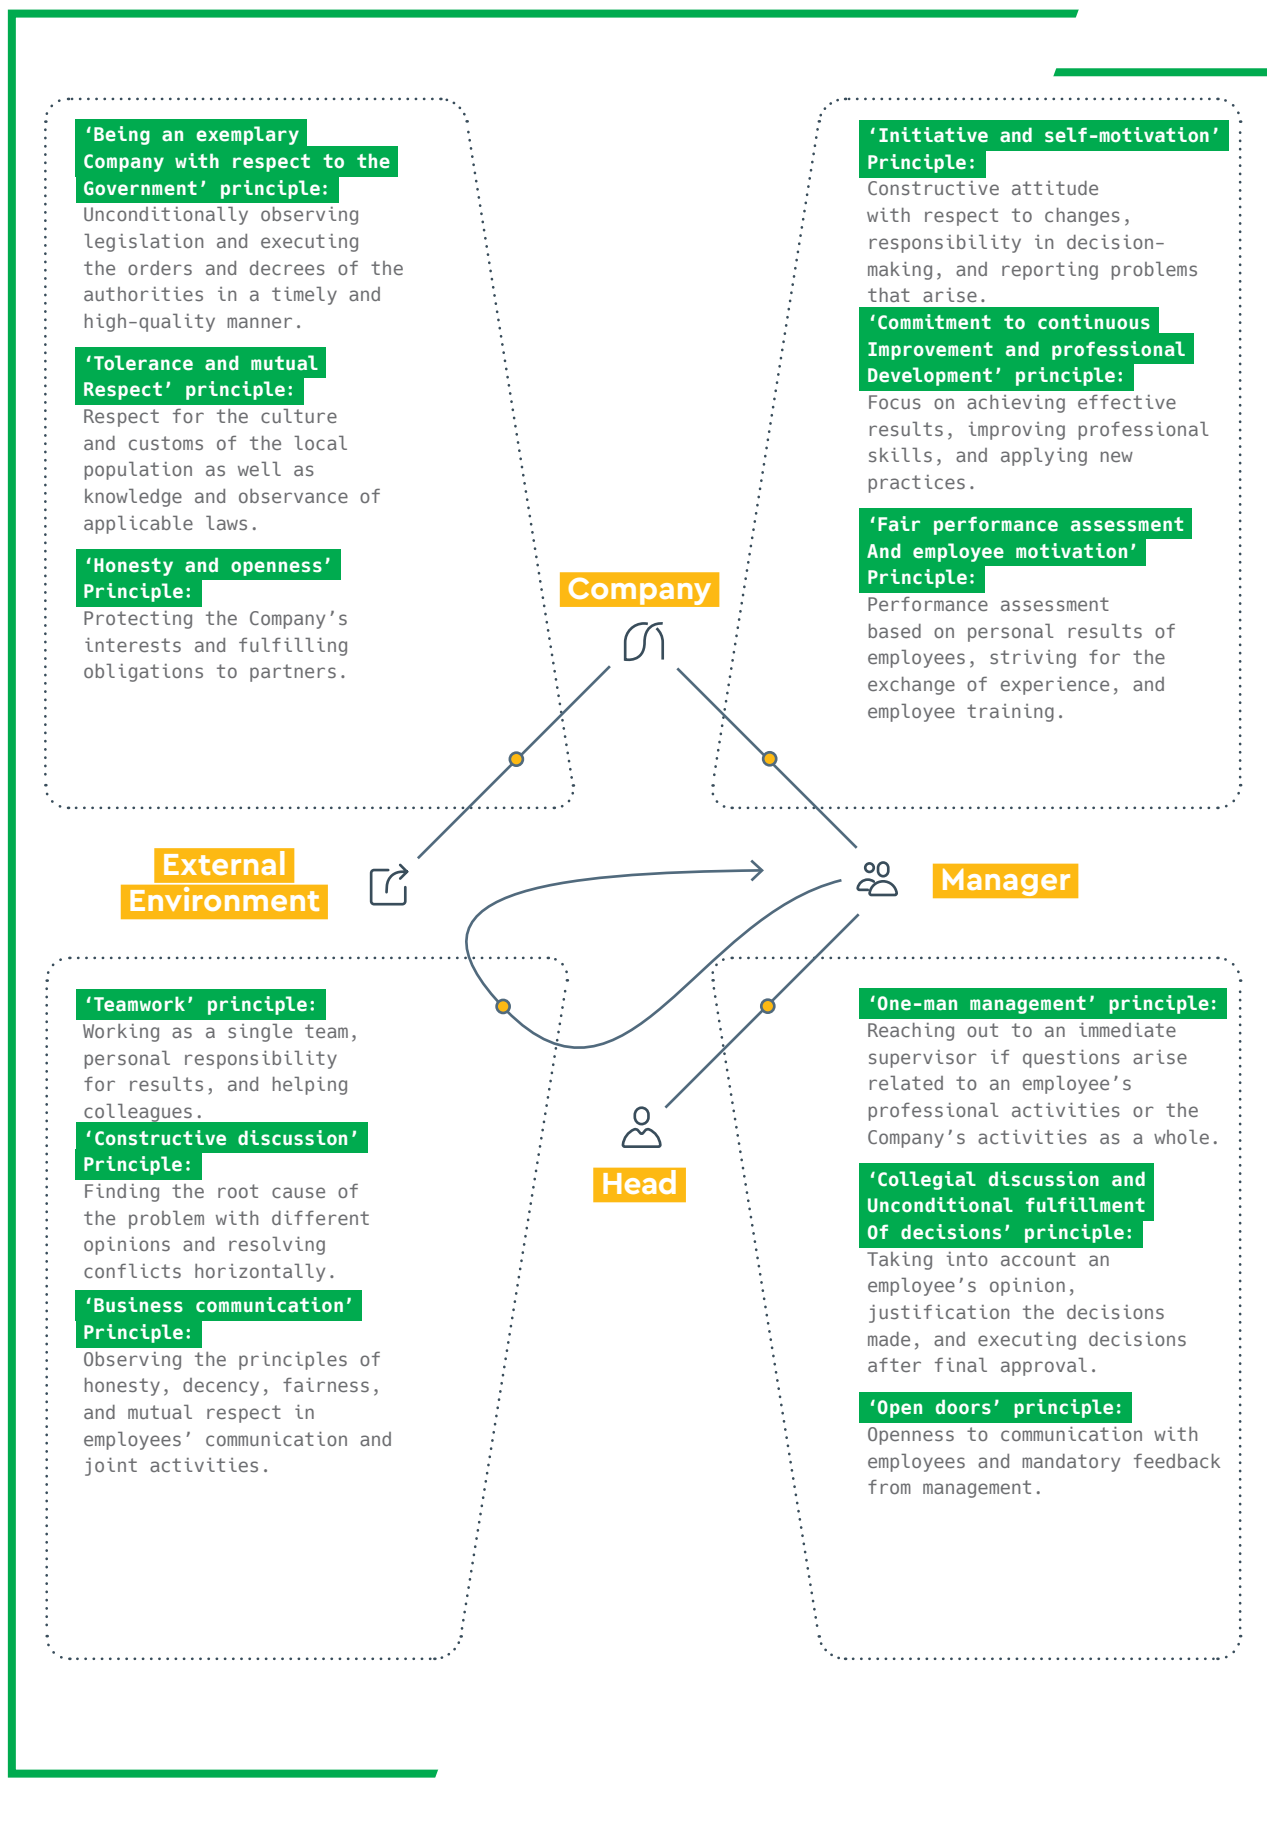 ‘Being an exemplary
Company with respect to the
Government’ principle:
Unconditionally observing
legislation and executing
the orders and decrees of the
authorities in a timely and
high-quality manner.
‘Tolerance and mutual
Respect’ principle:
Respect for the culture
and customs of the local
population as well as
knowledge and observance of
applicable laws.
‘Honesty and openness’
Principle:
Protecting the Company’s
interests and fulfilling
obligations to partners.
‘Initiative and self-motivation’
Principle:
Constructive attitude
with respect to changes,
responsibility in decision-
making, and reporting problems
that arise.
‘Commitment to continuous
Improvement and professional
Development’ principle:
Focus on achieving effective
results, improving professional
skills, and applying new
practices.
‘Fair performance assessment
And employee motivation’
Principle:
Performance assessment
based on personal results of
employees, striving for the
exchange of experience, and
employee training.
Company
External
Environment
Manager
Head
‘Teamwork’ principle:
Working as a single team,
personal responsibility
for results, and helping
colleagues.
‘Constructive discussion’
Principle:
Finding the root cause of
the problem with different
opinions and resolving
conflicts horizontally.
‘Business communication’
Principle:
Observing the principles of
honesty, decency, fairness,
and mutual respect in
employees’ communication and
joint activities.
‘One-man management’ principle:
Reaching out to an immediate
supervisor if questions arise
related to an employee’s
professional activities or the
Company’s activities as a whole.
‘Collegial discussion and
Unconditional fulfillment
Of decisions’ principle:
Taking into account an
employee’s opinion,
justification the decisions
made, and executing decisions
after final approval.
‘Open doors’ principle:
Openness to communication with
employees and mandatory feedback
from management.